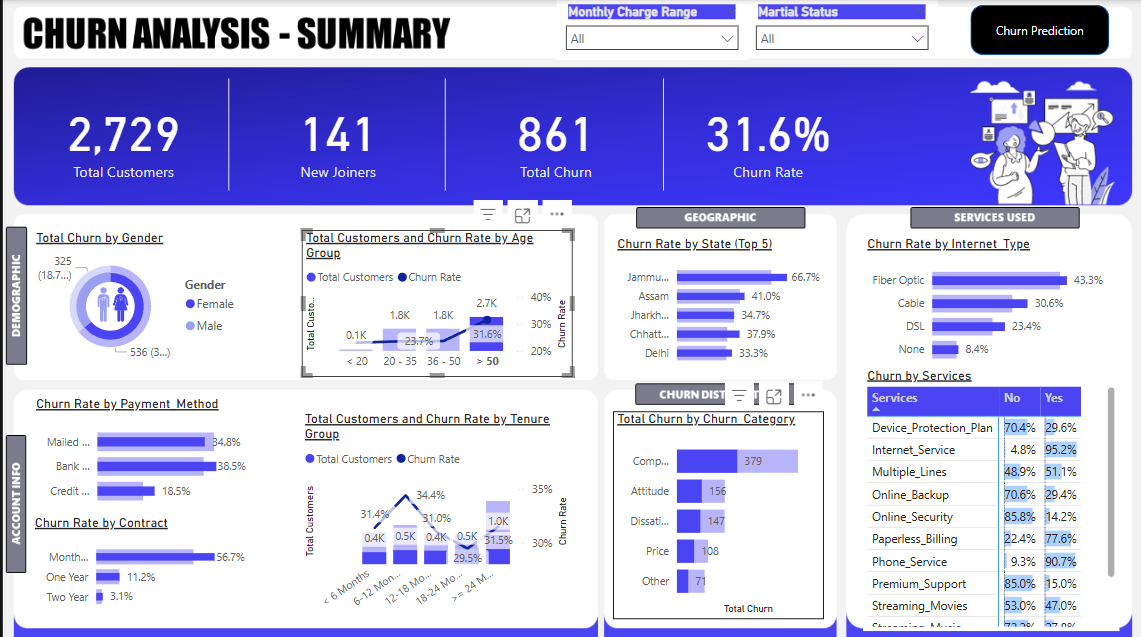 CHURN ANALYSIS - SUMMARY
Monthly Charge Range
All
Martial Status
All
Churn Prediction
2,729
Total Customers
141
New Joiners
861
Total Churn
31.6%
Churn Rate
DEMOGRAPHIC
Total Churn by Gender
325
(18.7...)
536 (3...)
Gender
Female
Male
Total Customers and Churn Rate by Age
Group
Total Customers Churn Rate
Total Custo...
0.1K
1.8K
1.8K
2.7K
23.7%
31.6%
40%
30%
20%
Churn Rate
< 20 20 - 35 36 - 50 > 50
GEOGRAPHIC
Churn Rate by State (Top 5)
Jammu... 66.7%
Assam 41.0%
Jharkh... 34.7%
Chhatt... 37.9%
Delhi 33.3%
SERVICES USED
Churn Rate by Internet_Type
Fiber Optic 43.3%
Cable 30.6%
DSL 23.4%
None 8.4%
Churn by Services
Services No Yes
Device_Protection_Plan 70.4% 29.6%
Internet_Service 4.8% 95.2%
Multiple_Lines 48.9% 51.1%
Online_Backup 70.6% 29.4%
Online_Security 85.8% 14.2%
Paperless_Billing 22.4% 77.6%
Phone_Service 9.3% 90.7%
Premium_Support 85.0% 15.0%
Streaming_Movies 53.0% 47.0%
ACCOUNT INFO
Churn Rate by Payment_Method
Mailed ... 34.8%
Bank ... 38.5%
Credit ... 18.5%
Churn Rate by Contract
Month... 56.7%
One Year 11.2%
Two Year 3.1%
Total Customers and Churn Rate by Tenure
Group
Total Customers Churn Rate
Total Customers
31.4%
34.4%
31.0%
29.5%
31.5%
0.4K
0.5K
0.4K
0.5K
1.0K
35%
30%
Churn Rate
< 6 Months
6-12 Mon...
12-18 Mo...
18-24 Mo...
>= 24 M...
CHURN DIST
Total Churn by Churn_Category
Comp... 379
Attitude 156
Dissati... 147
Price 108
Other 71
Total Churn